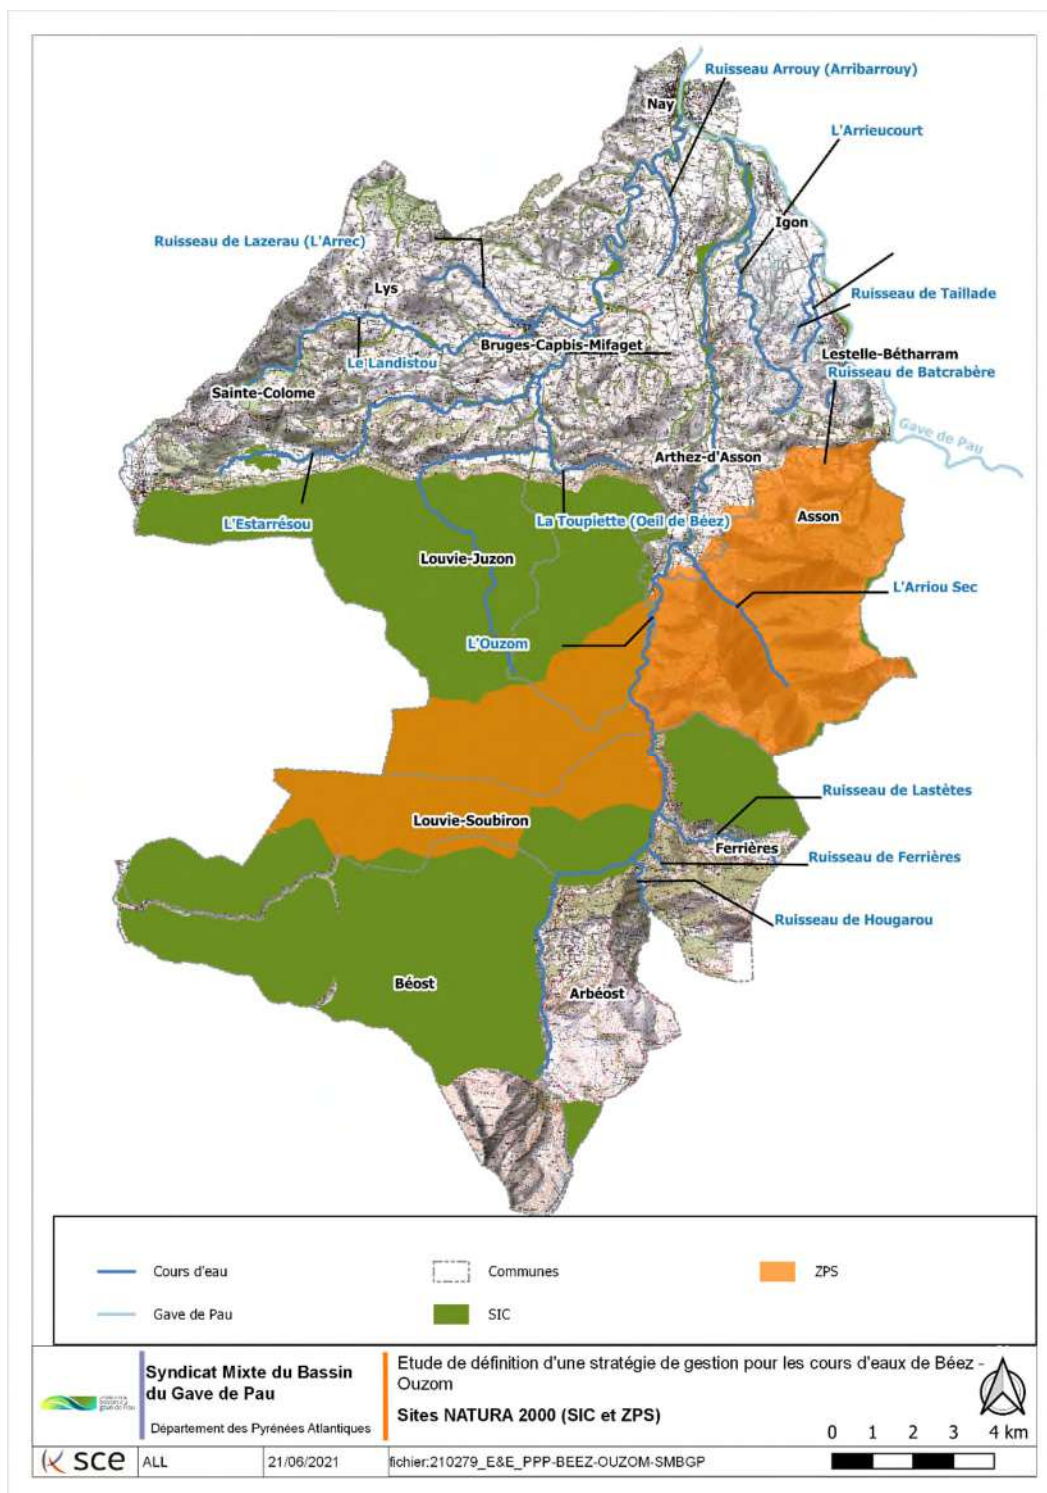 Ruisseau Arrouy (Arribarrouy)
Nay
L'Arrieucourt
Igon
Ruisseau de Lazerau (L'Arrec)
Lys
Ruisseau de Taillade
Bruges-Capbis-Mifaget
Lestelle-Bétharram
Le Landistou
Ruisseau de Batcrabère
Sainte-Colome
Gave de Pau
Arthez-d'Asson
L'Estarrésou
La Toupiette (Oeil de Béez)
Asson
Louvie-Juzon
L'Arriou Sec
L'Ouzom
Ruisseau de Lastètes
Louvie-Soubiron
Ferrières
Ruisseau de Ferrières
Ruisseau de Hougarou
Béost
Arbéost
Cours d'eau
Communes
ZPS
Gave de Pau
SIC
Syndicat Mixte du Bassin
du Gave de Pau
Département des Pyrénées Atlantiques
Etude de définition d'une stratégie de gestion pour les cours d'eaux de Béez -
Ouzom
Sites NATURA 2000 (SIC et ZPS)
0 1 2 3 4 km
sce
ALL
21/06/2021
fichier:210279_E&E_PPP-BEEZ-OUZOM-SMBGP